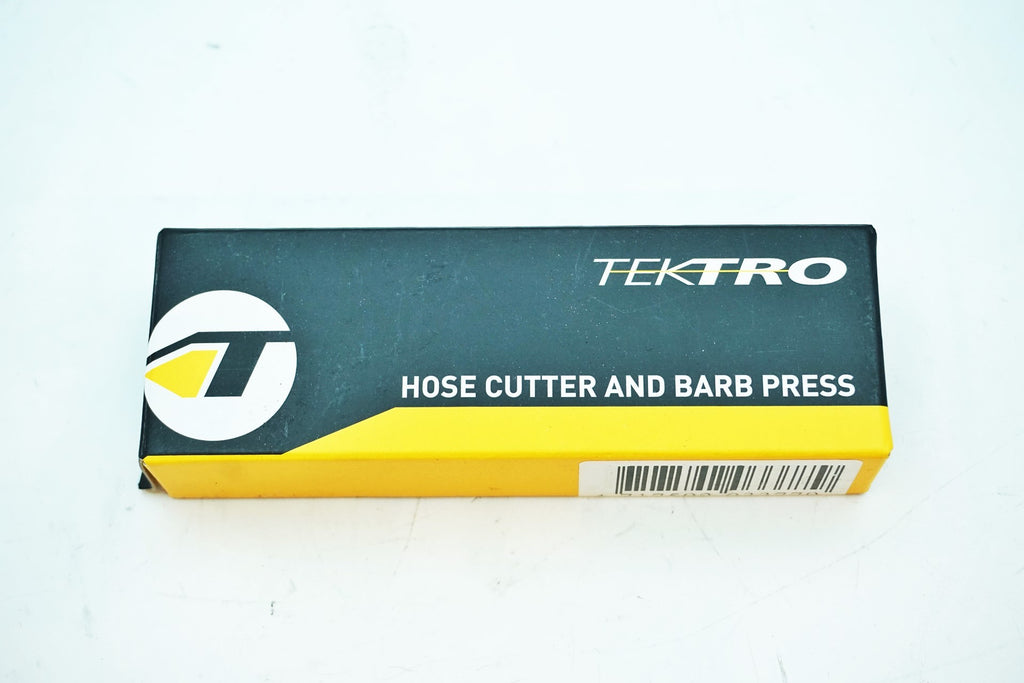 TEKTRO
HOSE CUTTER AND BARB PRESS